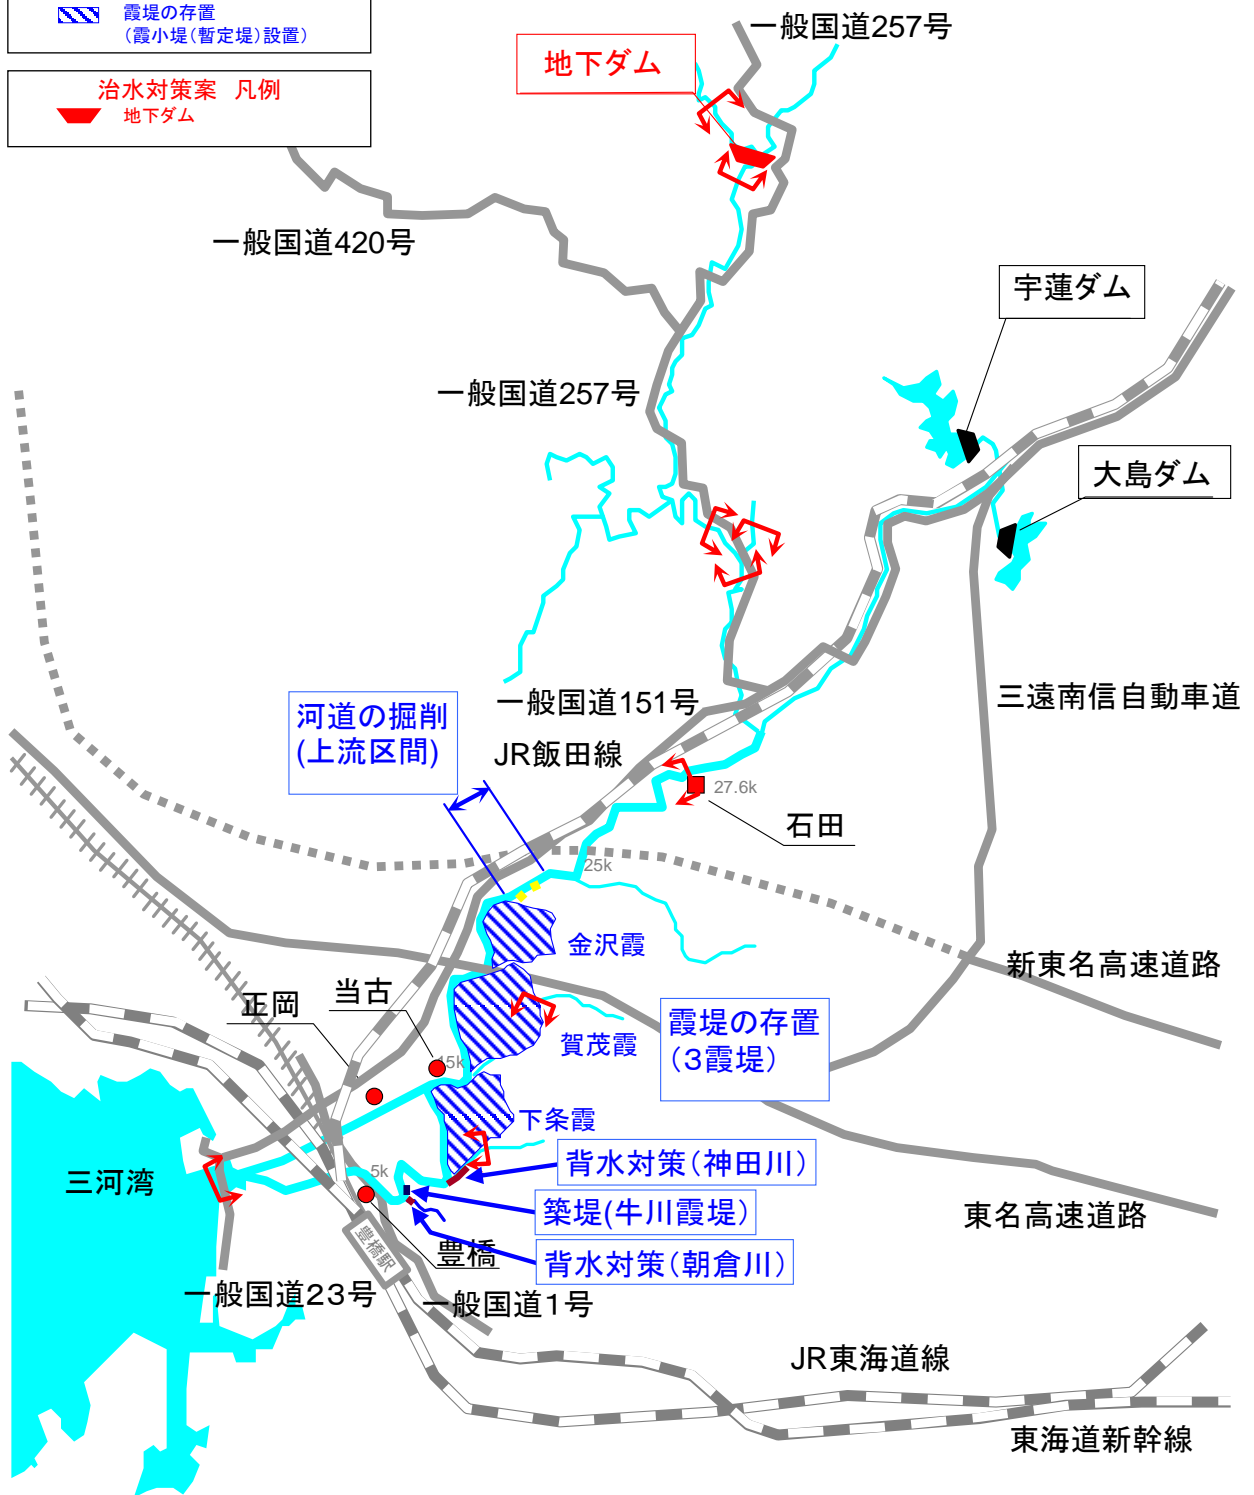 霞堤の存置
(霞小堤(暫定堤)設置)
治水対策案 凡例
地下ダム
一般国道257号
地下ダム
一般国道420号
宇蓮ダム
一般国道257号
大島ダム
三遠南信自動車道
一般国道151号
河道の掘削
(上流区間)
JR飯田線
27.6k
石田
25k
金沢霞
新東名高速道路
当古
正岡
賀茂霞
霞堤の存置
(3霞堤)
15k
下条霞
背水対策(神田川)
三河湾
5k
築堤(牛川霞堤)
東名高速道路
豊橋
豊橋駅
背水対策(朝倉川)
一般国道23号
一般国道1号
JR東海道線
東海道新幹線